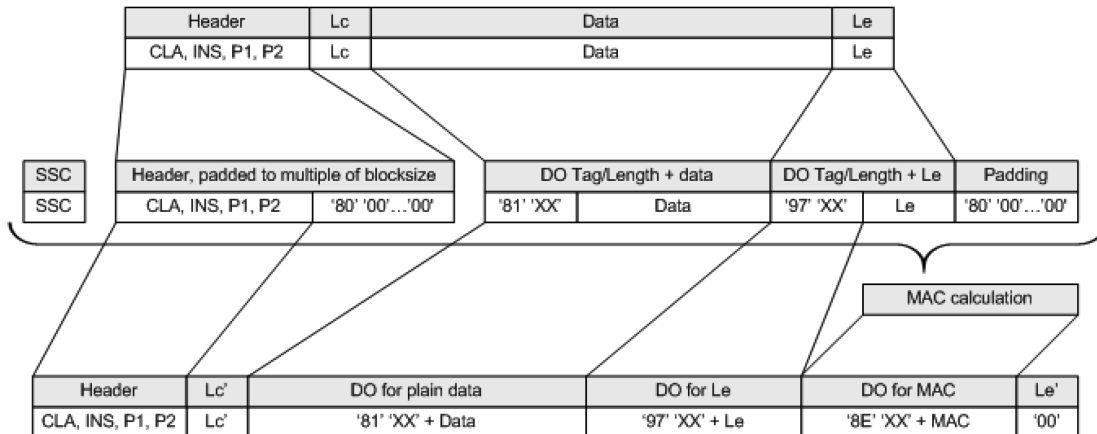 Header Lc Data Le
CLA, INS, P1, P2 Lc Data Le
SSC Header, padded to multiple of blocksize DO Tag/Length + data DO Tag/Length + Le Padding
SSC CLA, INS, P1, P2 '80' '00'...'00' '81' 'XX' Data '97' 'XX' Le '80' '00'...'00'
MAC calculation
Header Lc' DO for plain data DO for Le DO for MAC Le'
CLA, INS, P1, P2 Lc' '81' 'XX' + Data '97' 'XX' + Le '8E' 'XX' + MAC '00'